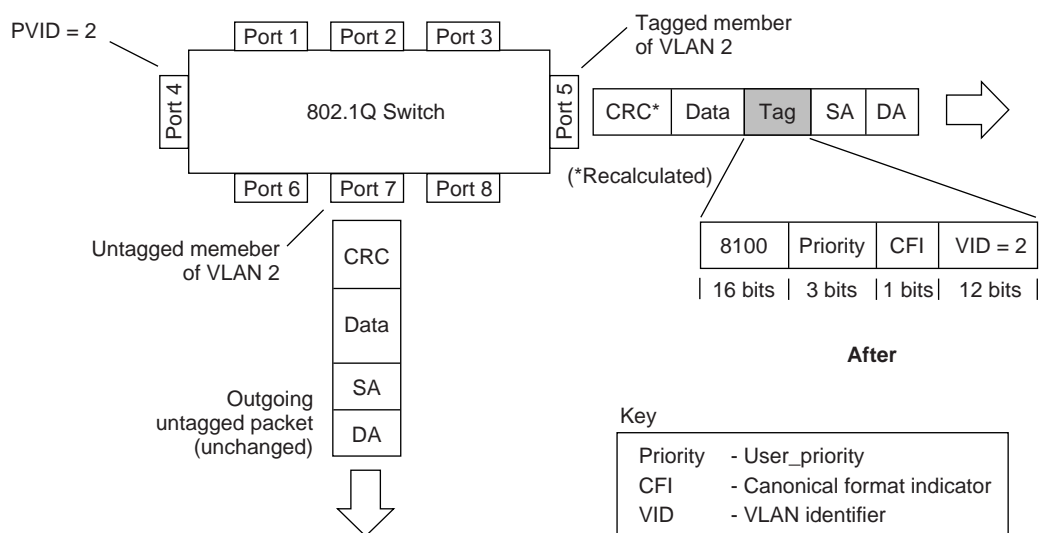 PVID = 2
Port 1
Port 2
Port 3
Tagged member
of VLAN 2
Port 4
802.1Q Switch
Port 5
CRC*
Data
Tag
SA
DA
(*Recalculated)
Port 6
Port 7
Port 8
Untagged memeber
of VLAN 2
CRC
Data
SA
DA
8100
Priority
CFI
VID = 2
16 bits
3 bits
1 bits
12 bits
After
Outgoing
untagged packet
(unchanged)
Key
Priority - User_priority
CFI - Canonical format indicator
VID - VLAN identifier